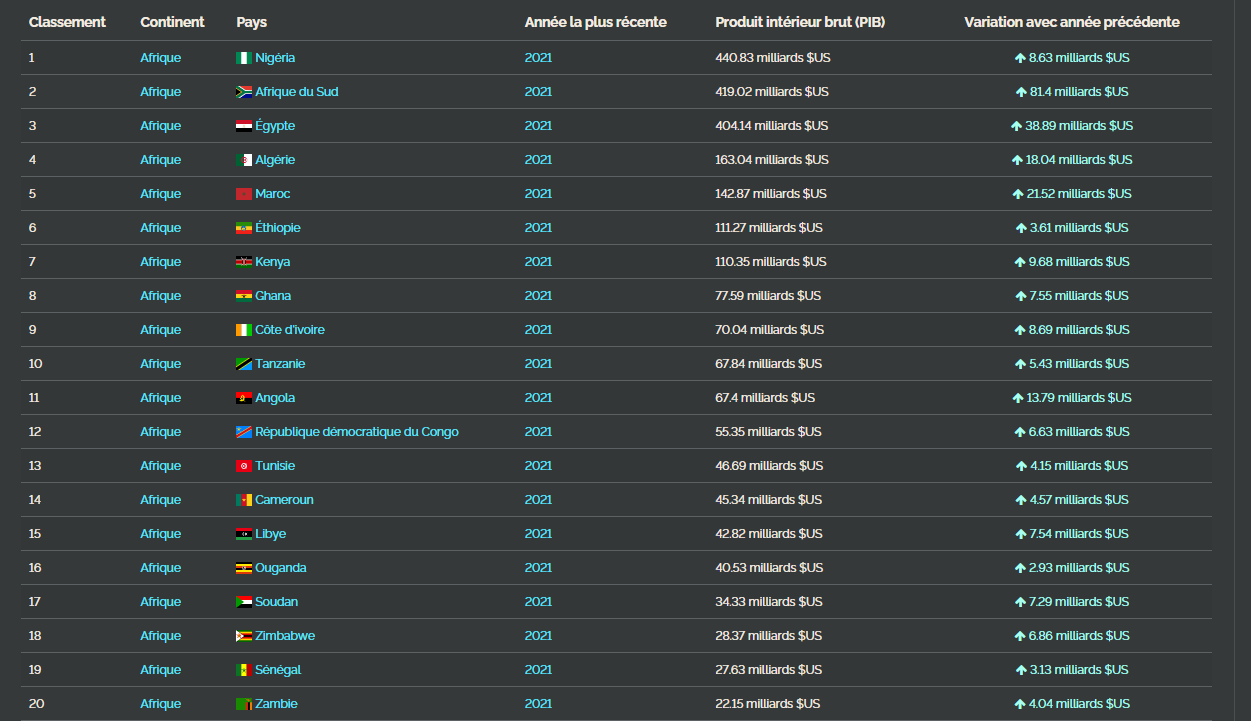 Classement Continent Pays Année la plus récente Produit intérieur brut (PIB) Variation avec année précédente
1 Afrique Nigéria 2021 440.83 milliards $US 8.63 milliards $US
2 Afrique Afrique du Sud 2021 419.02 milliards $US 81.4 milliards $US
3 Afrique Égypte 2021 404.14 milliards $US 38.89 milliards $US
4 Afrique Algérie 2021 163.04 milliards $US 18.04 milliards $US
5 Afrique Maroc 2021 142.87 milliards $US 21.52 milliards $US
6 Afrique Éthiopie 2021 111.27 milliards $US 3.61 milliards $US
7 Afrique Kenya 2021 110.35 milliards $US 9.68 milliards $US
8 Afrique Ghana 2021 77.59 milliards $US 7.55 milliards $US
9 Afrique Côte d'ivoire 2021 70.04 milliards $US 8.69 milliards $US
10 Afrique Tanzanie 2021 67.84 milliards $US 5.43 milliards $US
11 Afrique Angola 2021 67.4 milliards $US 13.79 milliards $US
12 Afrique République démocratique du Congo 2021 55.35 milliards $US 6.63 milliards $US
13 Afrique Tunisie 2021 46.69 milliards $US 4.15 milliards $US
14 Afrique Cameroun 2021 45.34 milliards $US 4.57 milliards $US
15 Afrique Libye 2021 42.82 milliards $US 7.54 milliards $US
16 Afrique Ouganda 2021 40.53 milliards $US 2.93 milliards $US
17 Afrique Soudan 2021 34.33 milliards $US 7.29 milliards $US
18 Afrique Zimbabwe 2021 28.37 milliards $US 6.86 milliards $US
19 Afrique Sénégal 2021 27.63 milliards $US 3.13 milliards $US
20 Afrique Zambie 2021 22.15 milliards $US 4.04 milliards $US